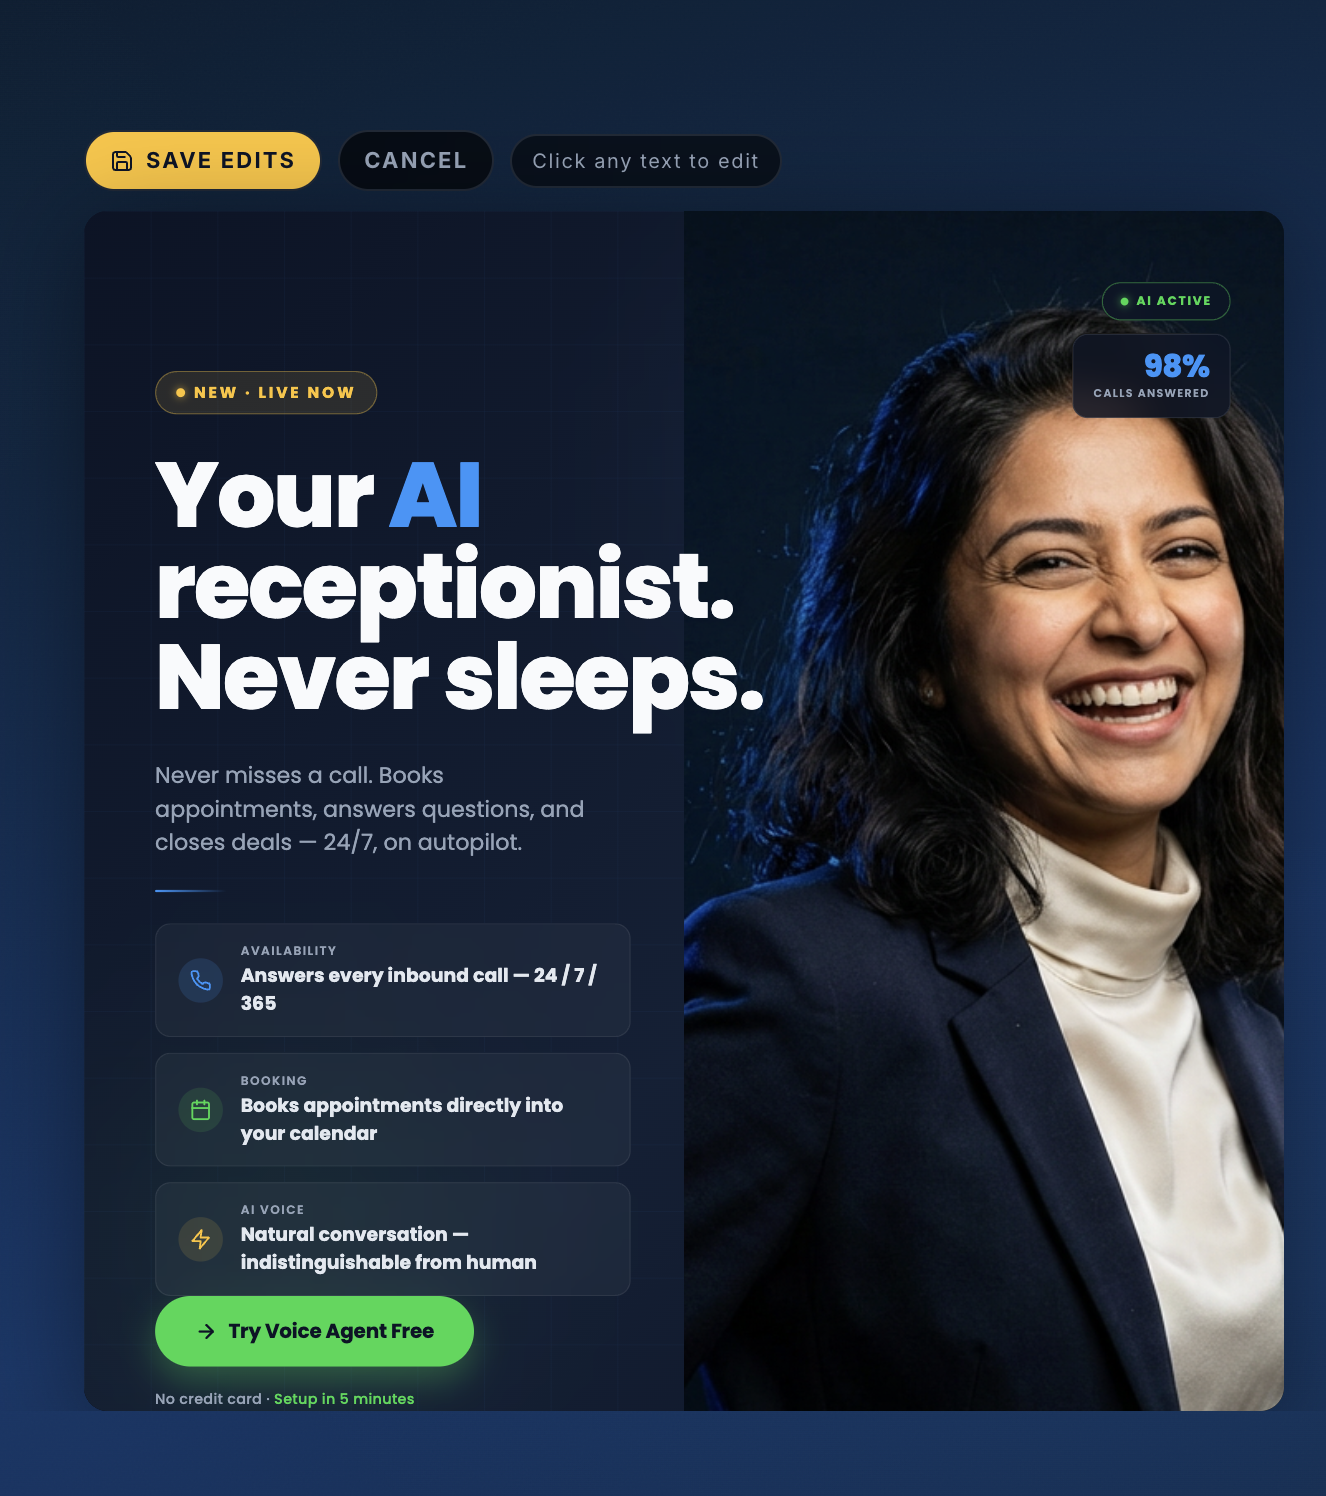 SAVE EDITS
CANCEL
Click any text to edit
AI ACTIVE
98%
CALLS ANSWERED
NEW · LIVE NOW
Your AI
receptionist.
Never sleeps.
Never misses a call. Books
appointments, answers questions, and
closes deals — 24/7, on autopilot.
AVAILABILITY
Answers every inbound call — 24 / 7 /
365
BOOKING
Books appointments directly into
your calendar
AI VOICE
Natural conversation —
indistinguishable from human
Try Voice Agent Free
No credit card · Setup in 5 minutes